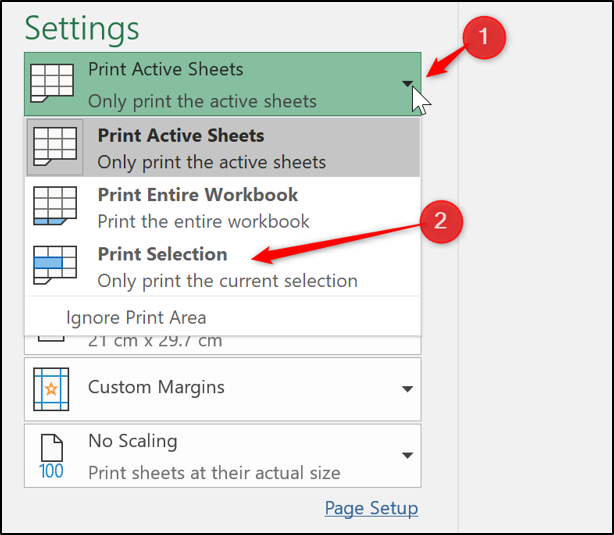 Settings
1
Print Active Sheets
Only print the active sheets
Print Active Sheets
Only print the active sheets
Print Entire Workbook
Print the entire workbook
2
Print Selection
Only print the current selection
Ignore Print Area
21 cm x 29.7 cm
Custom Margins
No Scaling
100
Print sheets at their actual size
Page Setup